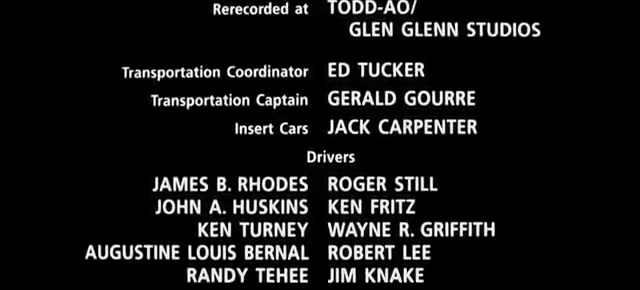 Rerecorded at TODD-AO/
GLEN GLENN STUDIOS
Transportation Coordinator ED TUCKER
Transportation Captain GERALD GOURRE
Insert Cars JACK CARPENTER
Drivers
JAMES B. RHODES ROGER STILL
JOHN A. HUSKINS KEN FRITZ
KEN TURNEY WAYNE R. GRIFFITH
AUGUSTINE LOUIS BERNAL ROBERT LEE
RANDY TEHEE JIM KNAKE